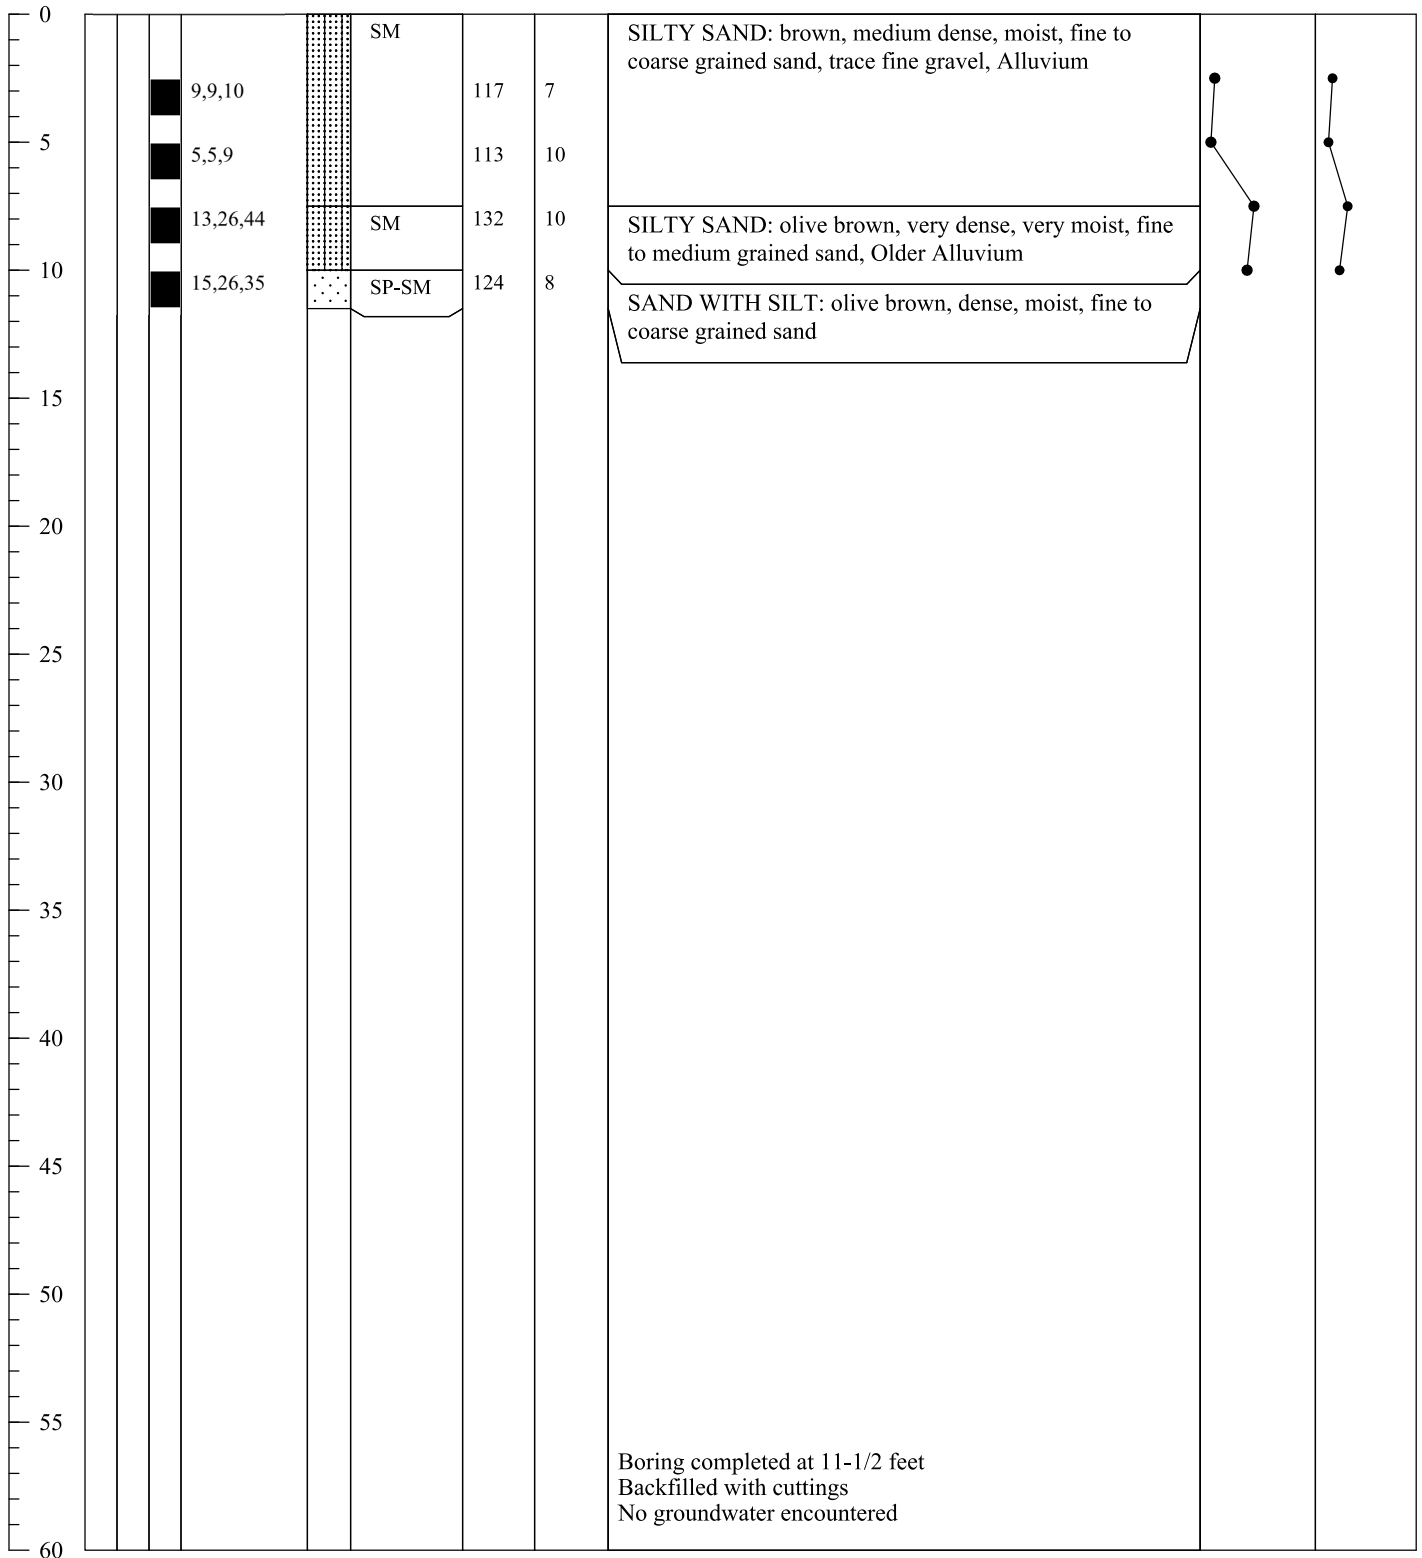 0
SM
SILTY SAND: brown, medium dense, moist, fine to
coarse grained sand, trace fine gravel, Alluvium
9,9,10
117
7
5
5,5,9
113
10
13,26,44
SM
132
10
SILTY SAND: olive brown, very dense, very moist, fine
to medium grained sand, Older Alluvium
10
15,26,35
SP-SM
124
8
SAND WITH SILT: olive brown, dense, moist, fine to
coarse grained sand
15
20
25
30
35
40
45
50
55
Boring completed at 11-1/2 feet
Backfilled with cuttings
No groundwater encountered
60